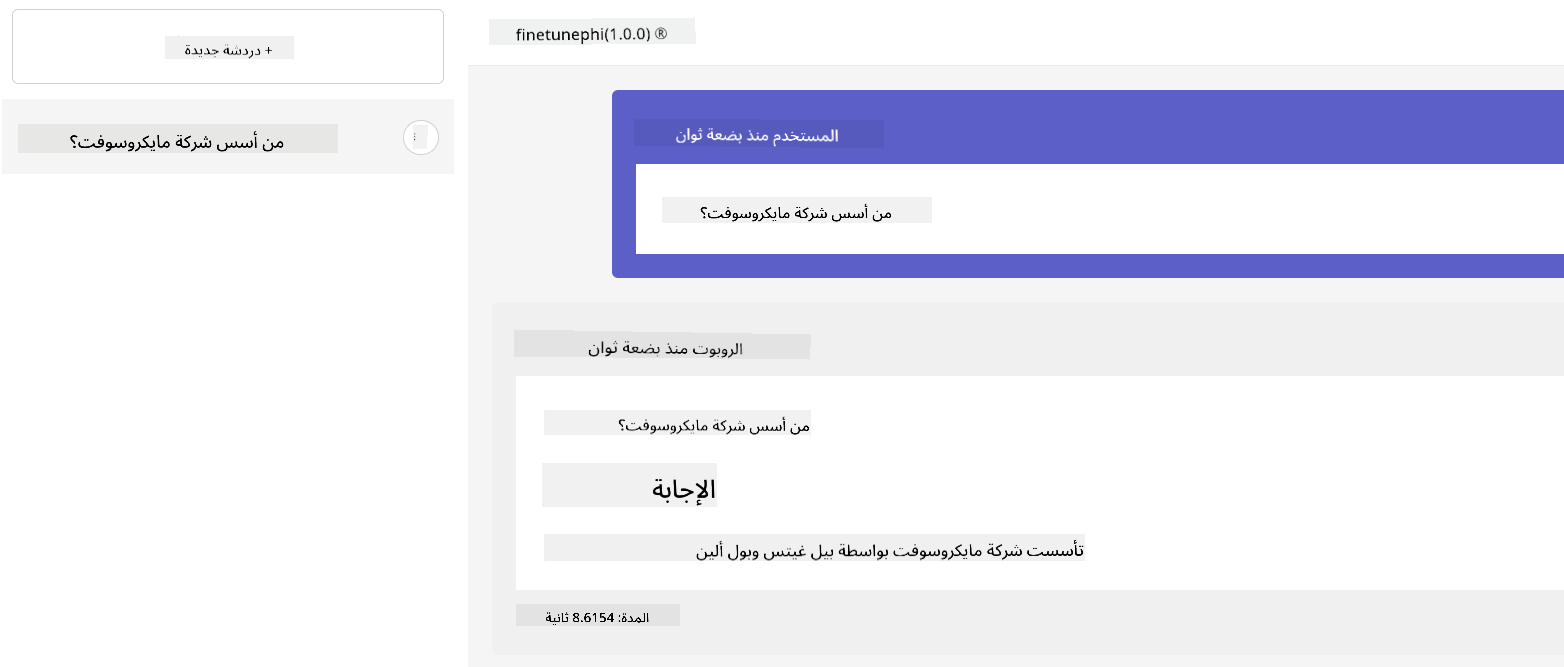 + دردشة جديدة
من أسس شركة مايكروسوفت؟
finetunephi(1.0.0) ®
المستخدم منذ بضعة ثوان
من أسس شركة مايكروسوفت؟
الروبوت منذ بضعة ثوان
من أسس شركة مايكروسوفت؟
الإجابة
تأسست شركة مايكروسوفت بواسطة بيل غيتس وبول ألين
المدة: 8.6154 ثانية